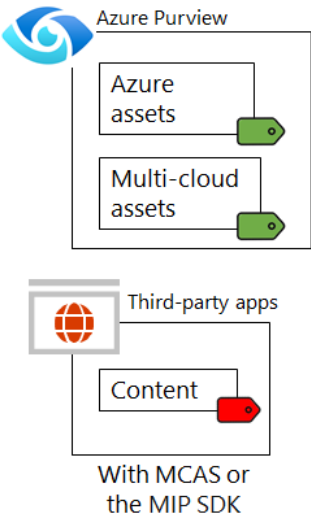 Azure Purview
Azure
assets
Multi-cloud
assets
Third-party apps
Content
With MCAS or
the MIP SDK